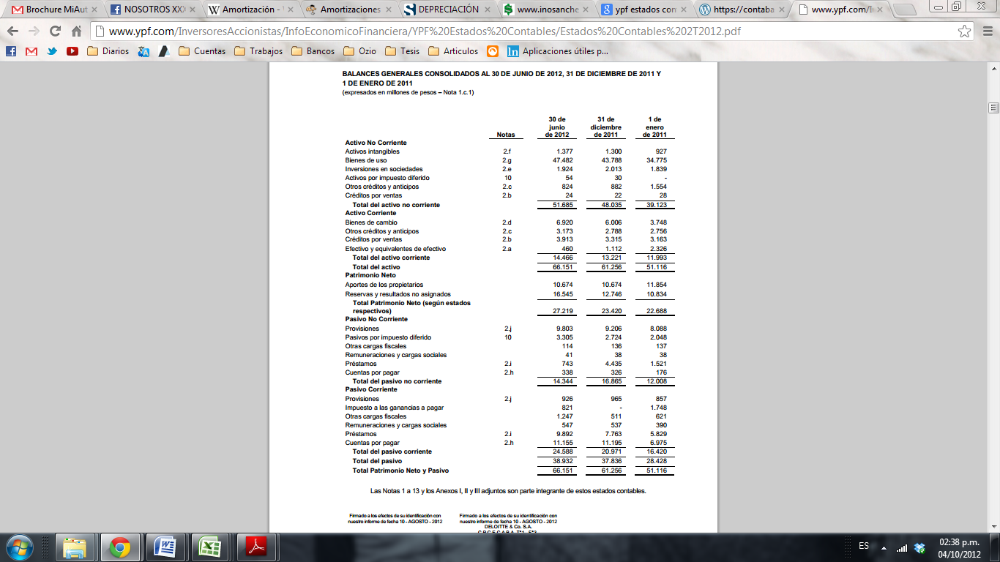 Brochure MiAut
NOSOTROS XXX
Amortización -
Amortizaciones
DEPRECIACIÓN
www.inosanche
ypf estados con
https://contaba
www.ypf.com/In
www.ypf.com/InversoresAccionistas/InfoEconomicoFinanciera/YPF%20Estados%20Contables/Estados%20Contables%202T2012.pdf
Diarios Cuentas Trabajos Bancos Ozio Tesis Articulos Aplicaciones útiles p...
BALANCES GENERALES CONSOLIDADOS AL 30 DE JUNIO DE 2012, 31 DE DICIEMBRE DE 2011 Y
1 DE ENERO DE 2011
(expresados en millones de pesos – Nota 1.c.1)
30 de 31 de 1 de
junio diciembre enero
Notas de 2012 de 2011 de 2011
Activo No Corriente
Activos intangibles 2.f 1.377 1.300 927
Bienes de uso 2.g 47.482 43.788 34.775
Inversiones en sociedades 2.e 1.924 2.013 1.839
Activos por impuesto diferido 10 54 30 -
Otros créditos y anticipos 2.c 824 882 1.554
Créditos por ventas 2.b 24 22 28
Total del activo no corriente 51.685 48.035 39.123
Activo Corriente
Bienes de cambio 2.d 6.920 6.006 3.748
Otros créditos y anticipos 2.c 3.173 2.788 2.756
Créditos por ventas 2.b 3.913 3.315 3.163
Efectivo y equivalentes de efectivo 2.a 460 1.112 2.326
Total del activo corriente 14.466 13.221 11.993
Total del activo 66.151 61.256 51.116
Patrimonio Neto
Aportes de los propietarios 10.674 10.674 11.854
Reservas y resultados no asignados 16.545 12.746 10.834
Total Patrimonio Neto (según estados
respectivos) 27.219 23.420 22.688
Pasivo No Corriente
Provisiones 2.j 9.803 9.206 8.088
Pasivos por impuesto diferido 10 3.305 2.724 2.048
Otras cargas fiscales 114 136 137
Remuneraciones y cargas sociales 41 38 38
Préstamos 2.i 743 4.435 1.521
Cuentas por pagar 2.h 338 326 176
Total del pasivo no corriente 14.344 16.865 12.008
Pasivo Corriente
Provisiones 2.j 926 965 857
Impuesto a las ganancias a pagar 821 - 1.748
Otras cargas fiscales 1.247 511 621
Remuneraciones y cargas sociales 547 537 390
Préstamos 2.i 9.892 7.763 5.829
Cuentas por pagar 2.h 11.155 11.195 6.975
Total del pasivo corriente 24.588 20.971 16.420
Total del pasivo 38.932 37.836 28.428
Total Patrimonio Neto y Pasivo 66.151 61.256 51.116
Las Notas 1 a 13 y los Anexos I, II y III adjuntos son parte integrante de estos estados contables.
Firmado a los efectos de su identificación con Firmado a los efectos de su identificación con
nuestro informe de fecha 10 - AGOSTO - 2012 nuestro informe de fecha 10 - AGOSTO - 2012
DELOITTE & Co. S.A.
ES
02:38 p.m.
04/10/2012